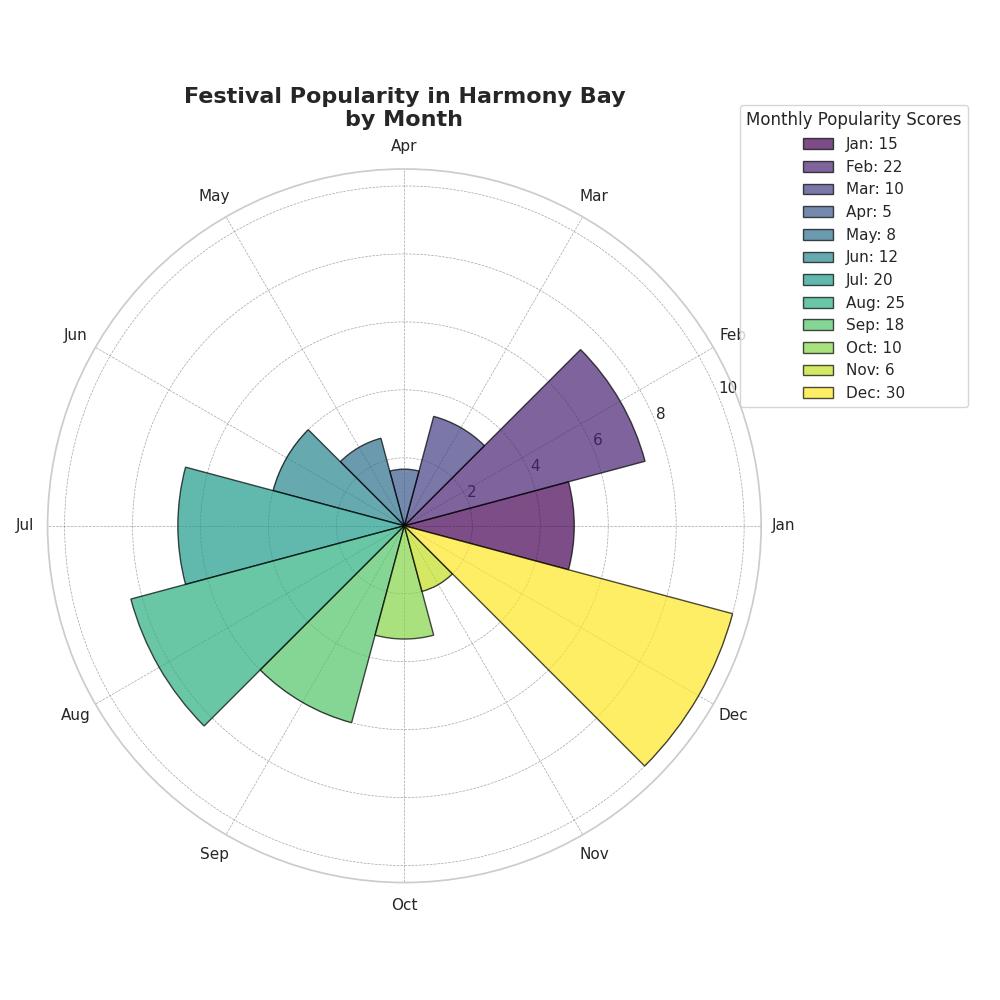 Festival Popularity in Harmony Bay
by Month
Monthly Popularity Scores
Jan: 15
Feb: 22
Mar: 10
Apr: 5
May: 8
Jun: 12
Jul: 20
Aug: 25
Sep: 18
Oct: 10
Nov: 6
Dec: 30
Apr
May
Mar
Jun
Feb
10
8
6
4
2
Jul
Jan
Aug
Dec
Sep
Nov
Oct